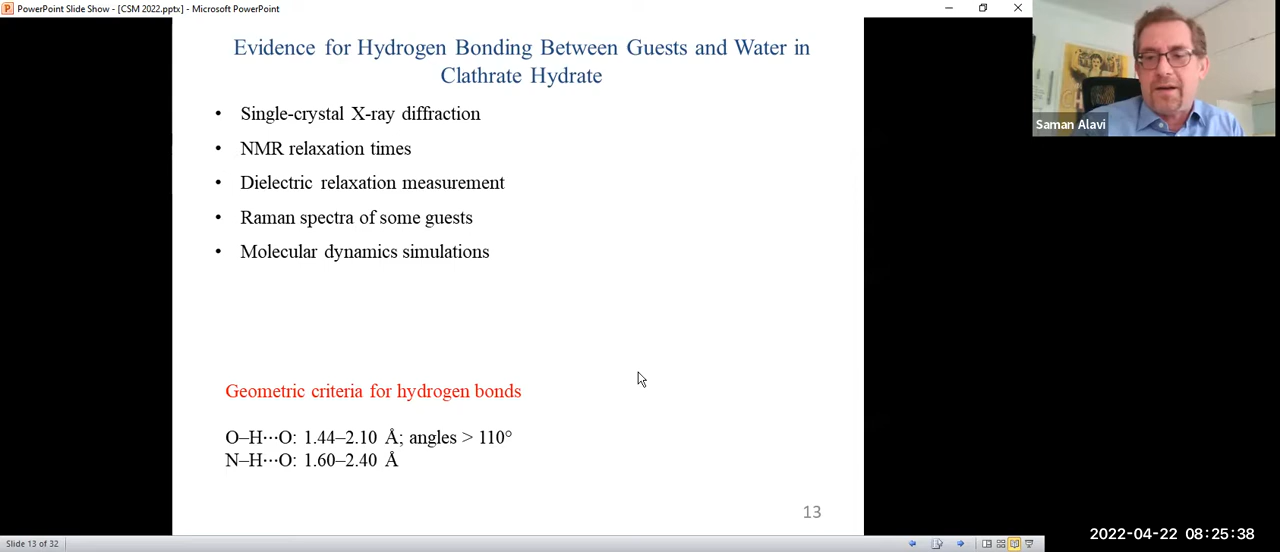 PowerPoint Slide Show - [CSM 2022.pptx] - Microsoft PowerPoint
Evidence for Hydrogen Bonding Between Guests and Water in
Clathrate Hydrate
• Single-crystal X-ray diffraction
• NMR relaxation times
• Dielectric relaxation measurement
• Raman spectra of some guests
• Molecular dynamics simulations
Geometric criteria for hydrogen bonds
O–H···O: 1.44–2.10 Å; angles > 110°
N–H···O: 1.60–2.40 Å
13
Saman Alavi
Slide 13 of 32
2022-04-22 08:25:38